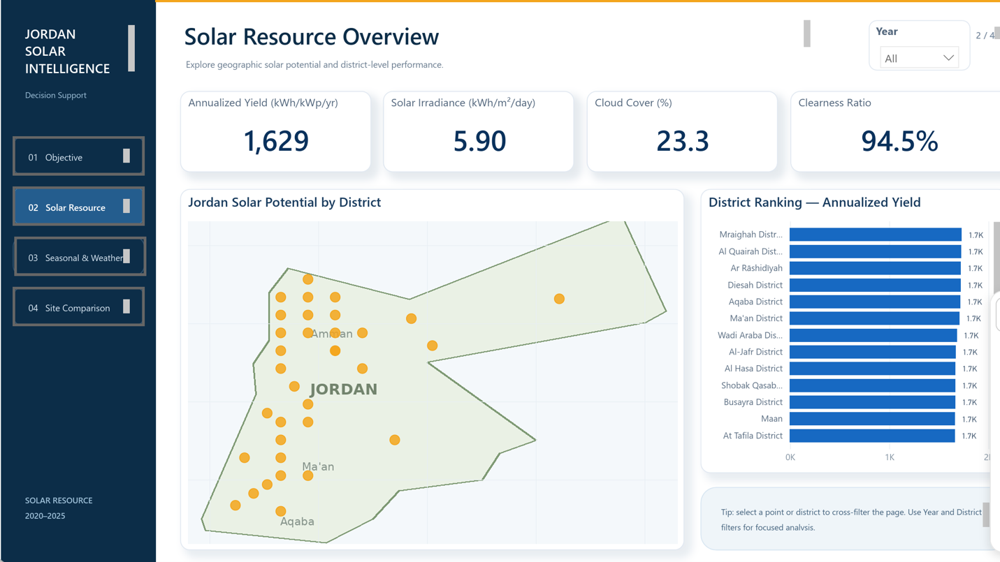 JORDAN
SOLAR
INTELLIGENCE
Decision Support
01 Objective
02 Solar Resource
03 Seasonal & Weather
04 Site Comparison
SOLAR RESOURCE
2020–2025
Solar Resource Overview
Explore geographic solar potential and district-level performance.
Year
All
2 / 4
Annualized Yield (kWh/kWp/yr)
1,629
Solar Irradiance (kWh/m²/day)
5.90
Cloud Cover (%)
23.3
Clearness Ratio
94.5%
Jordan Solar Potential by District
Amman
JORDAN
Ma'an
Aqaba
District Ranking — Annualized Yield
Mraighah Distr... 1.7K
Al Quairah Dist... 1.7K
Ar Rāshidīyah 1.7K
Diesah District 1.7K
Aqaba District 1.7K
Ma'an District 1.7K
Wadi Araba Dis... 1.7K
Al-Jafr District 1.7K
Al Hasa District 1.7K
Shobak Qasab... 1.7K
Busayra District 1.7K
Maan 1.7K
At Tafila District 1.7K
0K 1K
Tip: select a point or district to cross-filter the page. Use Year and District
filters for focused analysis.